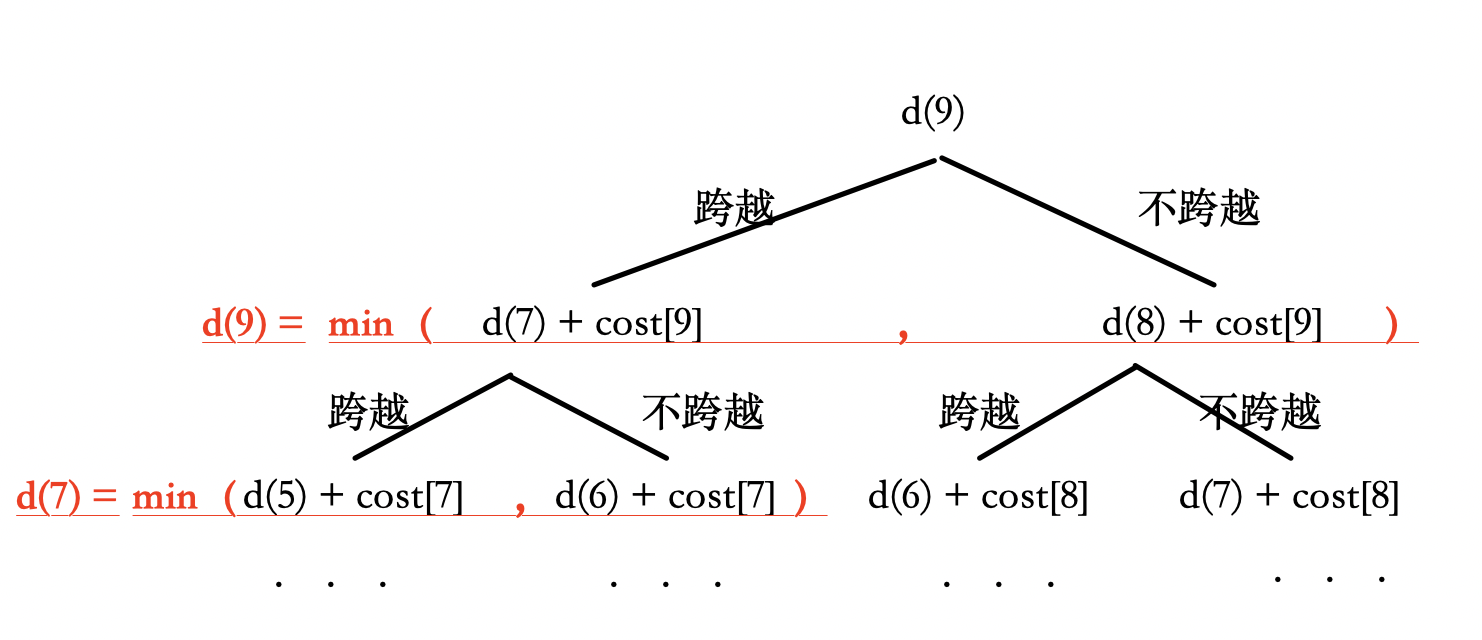 d(9)
跨越 不跨越
d(9) = min ( d(7) + cost[9] , d(8) + cost[9] )
跨越 不跨越 跨越 不跨越
d(7) = min ( d(5) + cost[7] , d(6) + cost[7] ) d(6) + cost[8] d(7) + cost[8]
. . . . . . . . . . . .